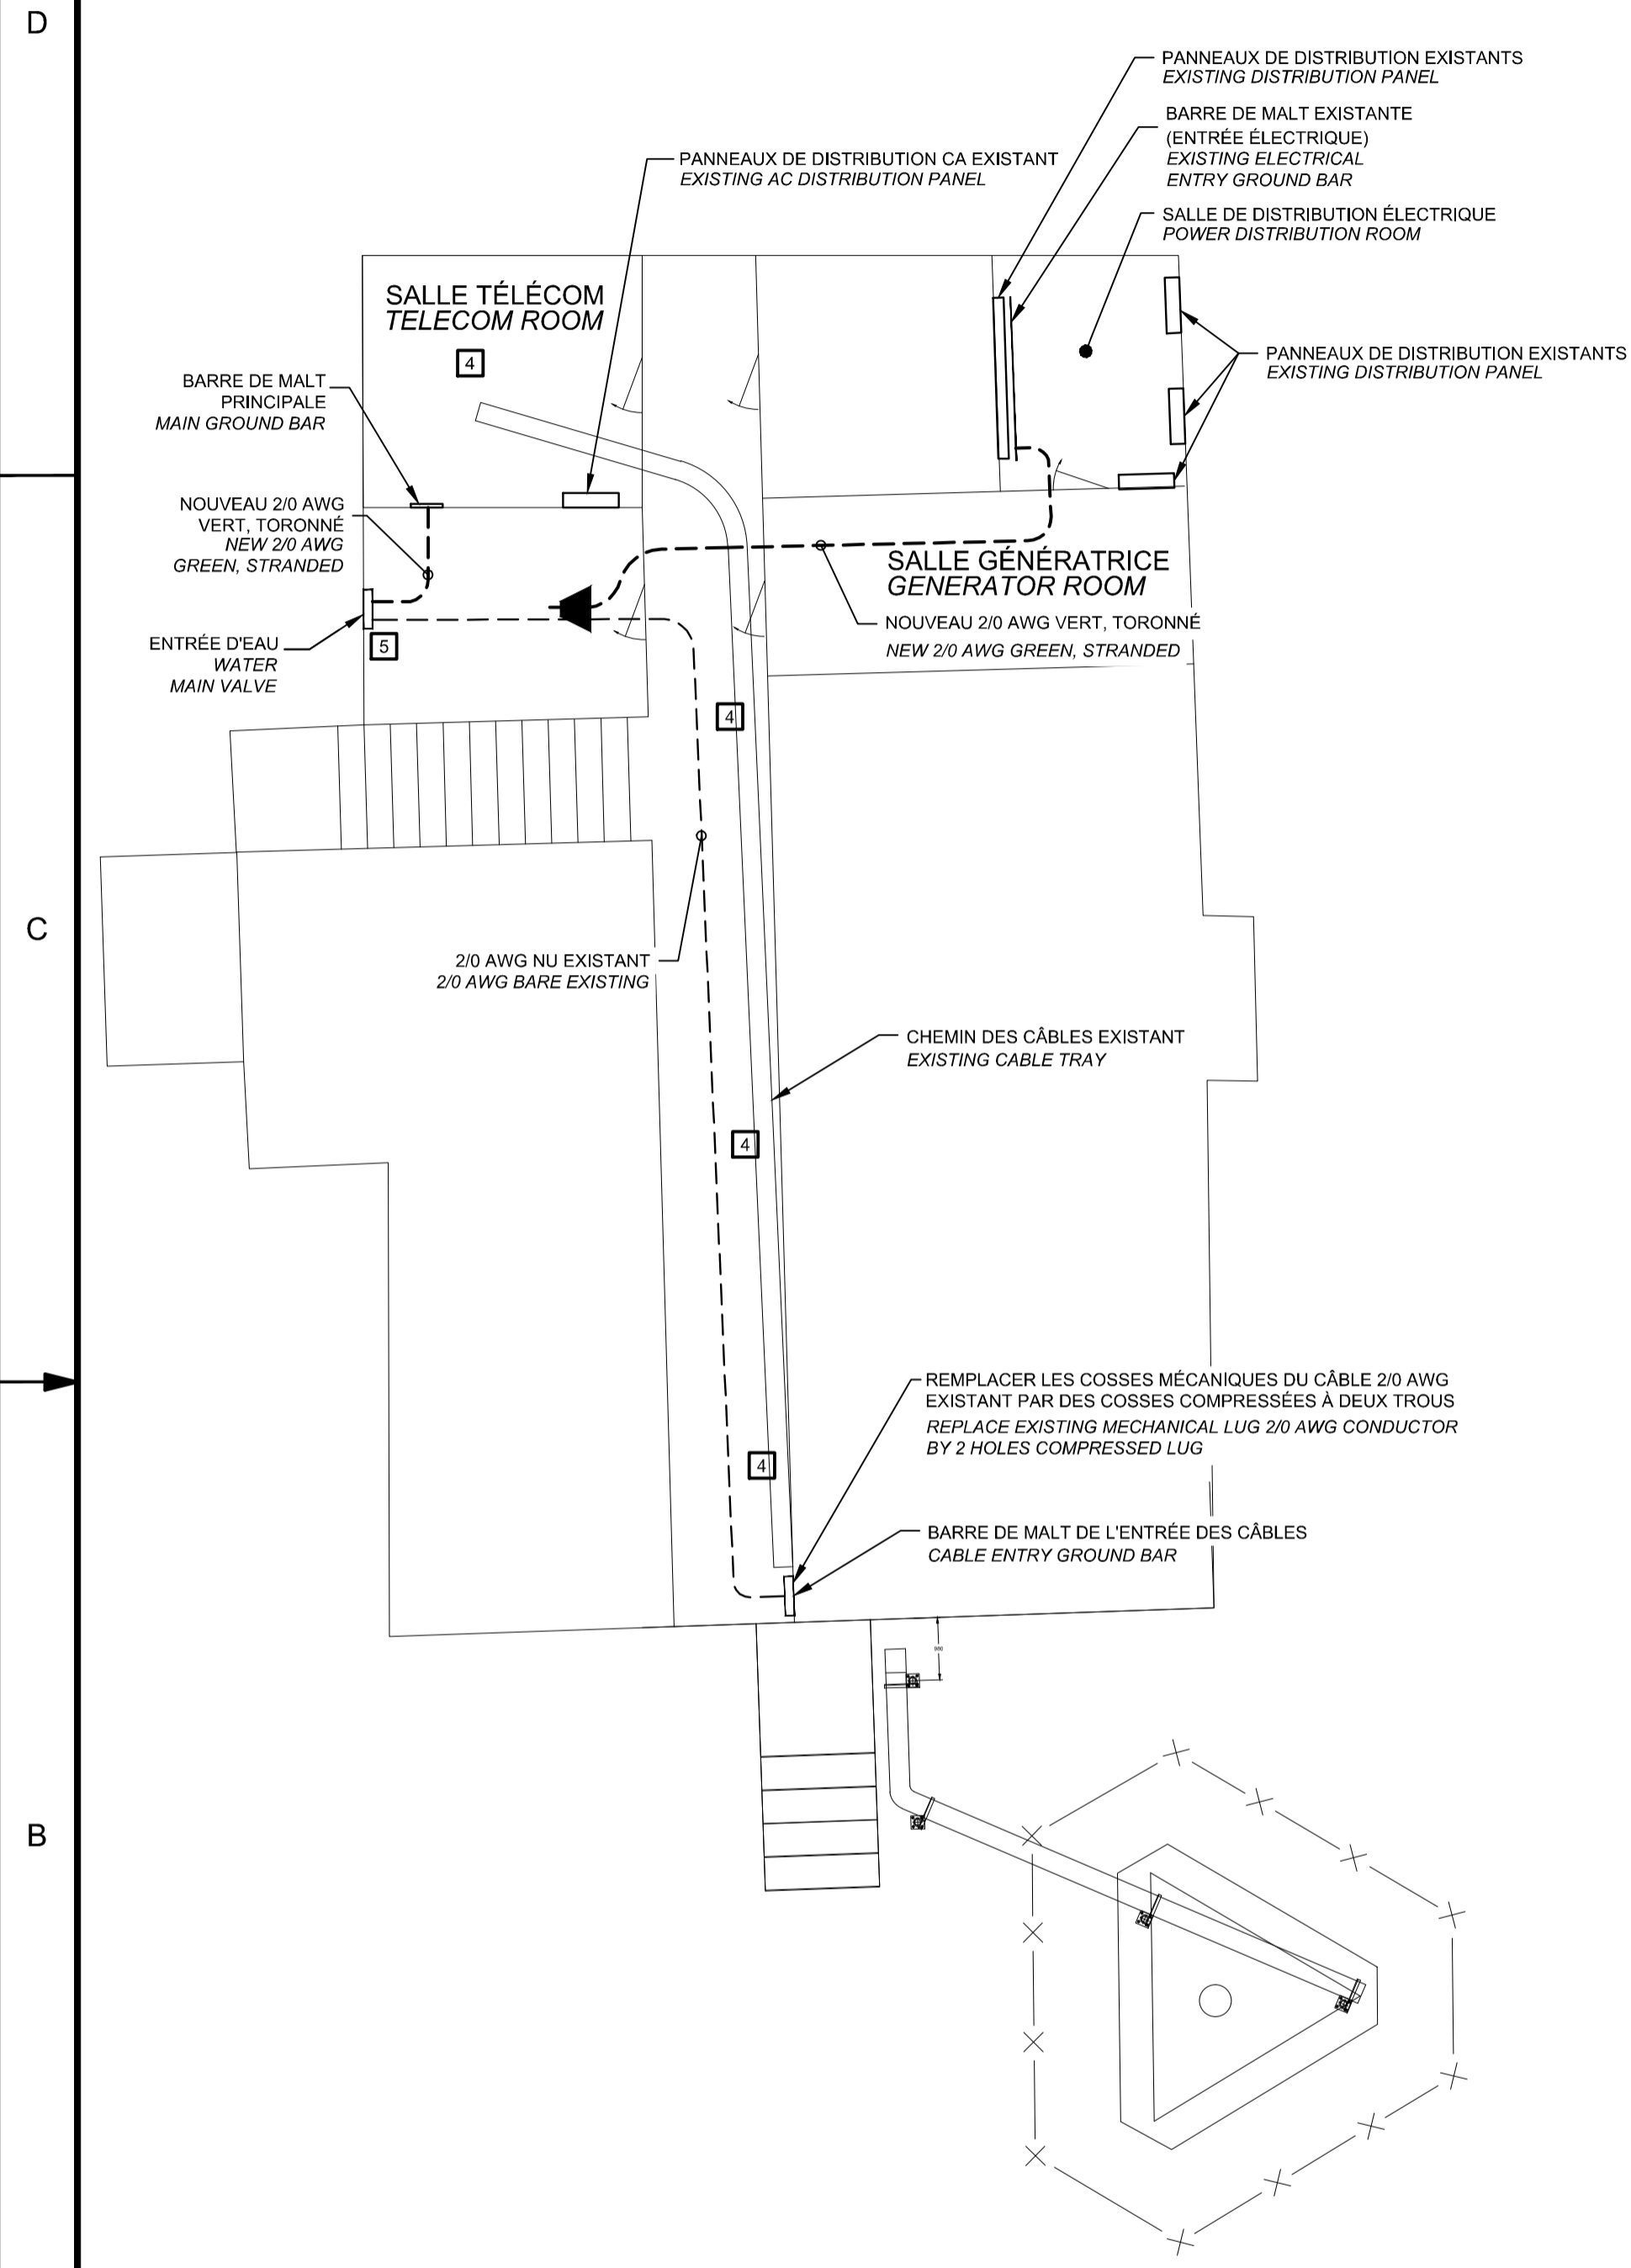 D
PANNEAUX DE DISTRIBUTION EXISTANTS
EXISTING DISTRIBUTION PANEL
BARRE DE MALT EXISTANTE
(ENTRÉE ÉLECTRIQUE)
EXISTING ELECTRICAL
ENTRY GROUND BAR
PANNEAUX DE DISTRIBUTION CA EXISTANT
EXISTING AC DISTRIBUTION PANEL
SALLE DE DISTRIBUTION ÉLECTRIQUE
POWER DISTRIBUTION ROOM
SALLE TÉLÉCOM
TELECOM ROOM
4
PANNEAUX DE DISTRIBUTION EXISTANTS
EXISTING DISTRIBUTION PANEL
BARRE DE MALT
PRINCIPALE
MAIN GROUND BAR
NOUVEAU 2/0 AWG
VERT, TORONNÉ
NEW 2/0 AWG
GREEN, STRANDED
SALLE GÉNÉRATRICE
GENERATOR ROOM
NOUVEAU 2/0 AWG VERT, TORONNÉ
NEW 2/0 AWG GREEN, STRANDED
ENTRÉE D'EAU
WATER
MAIN VALVE
5
4
C
2/0 AWG NU EXISTANT
2/0 AWG BARE EXISTING
CHEMIN DES CÂBLES EXISTANT
EXISTING CABLE TRAY
4
REMPLACER LES COSSES MÉCANIQUES DU CÂBLE 2/0 AWG
EXISTANT PAR DES COSSES COMPRESSÉES À DEUX TROUS
REPLACE EXISTING MECHANICAL LUG 2/0 AWG CONDUCTOR
BY 2 HOLES COMPRESSED LUG
4
BARRE DE MALT DE L'ENTRÉE DES CÂBLES
CABLE ENTRY GROUND BAR
B